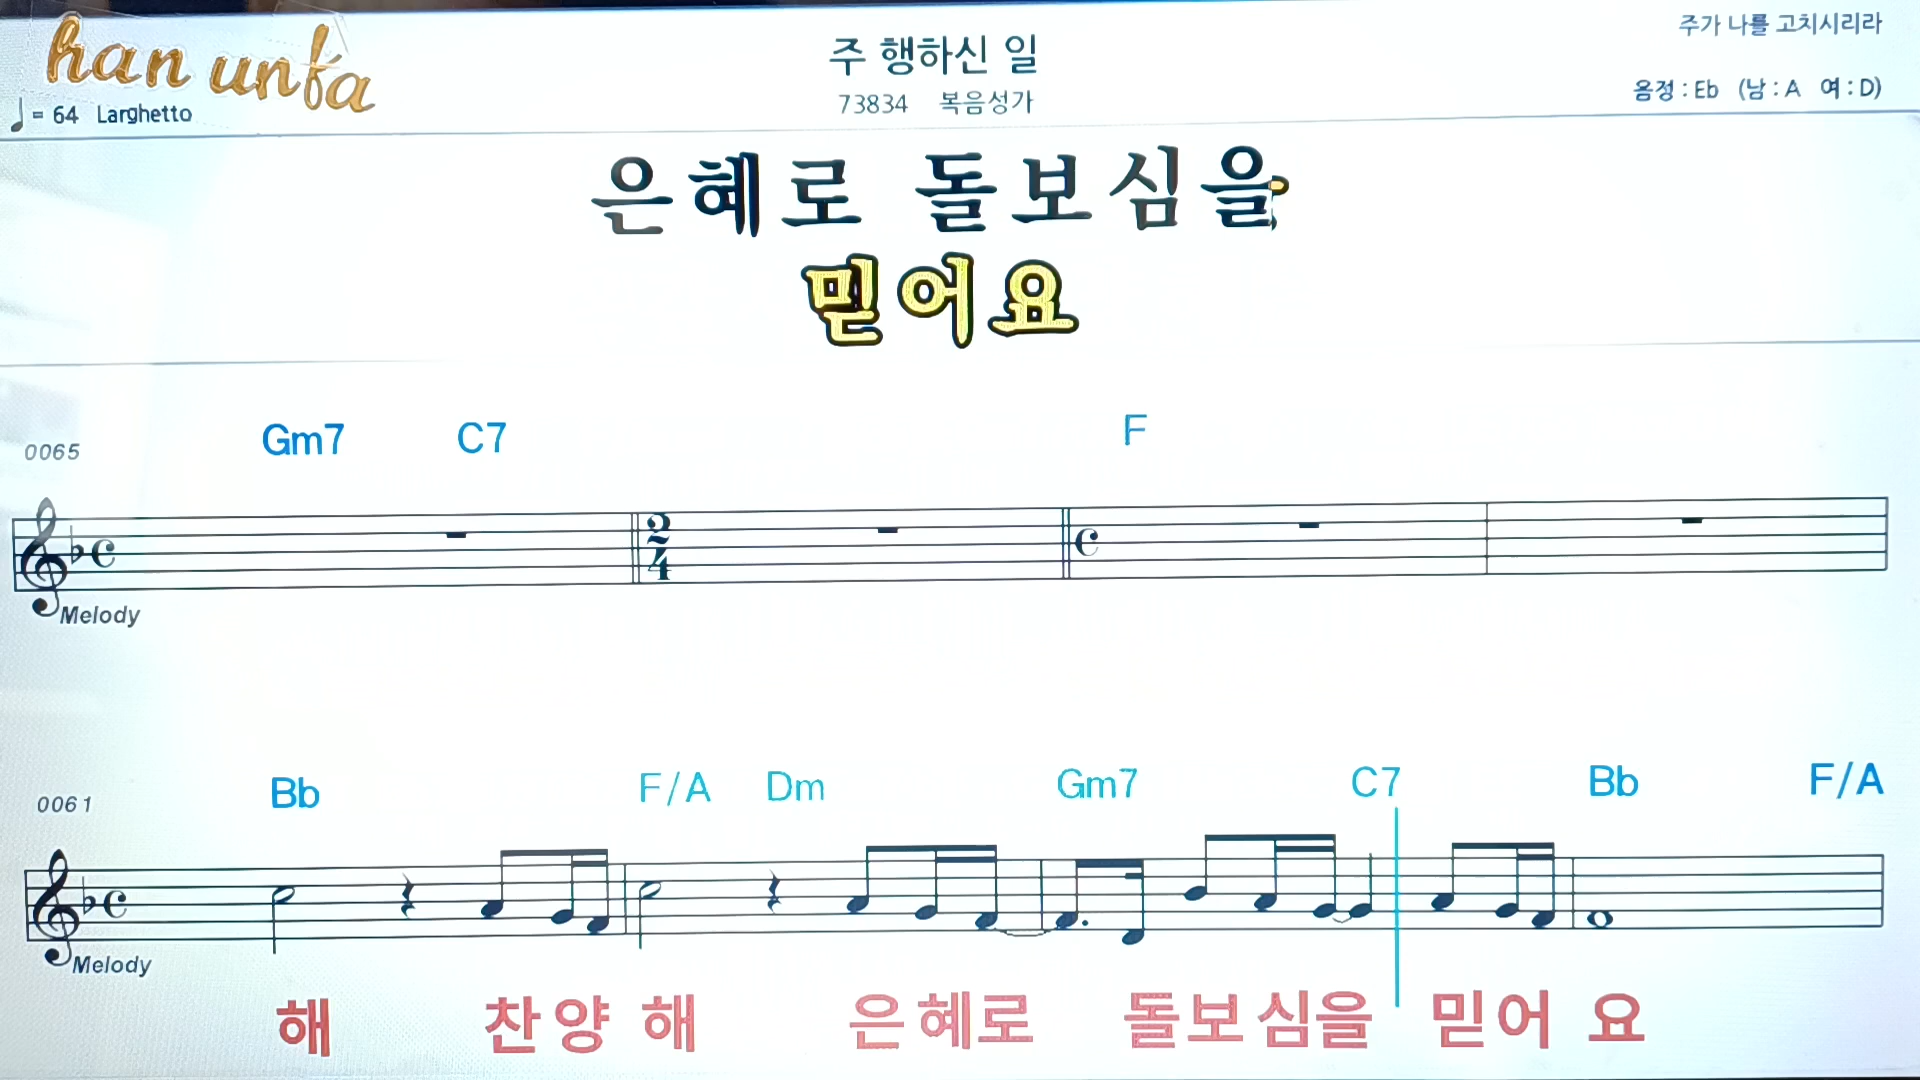 han unfa
주 행하신 일
주가 나를 고치시리라
73834 복음성가
음정 : Eb (남 : A 여 : D)
= 64 Larghetto
은혜로 돌보심을
믿어요
0065 Gm7 C7 F
2
4
Melody
0061 Bb F/A Dm Gm7 C7 Bb F/A
Melody
해 찬양 해 은혜로 돌보심을 믿어 요